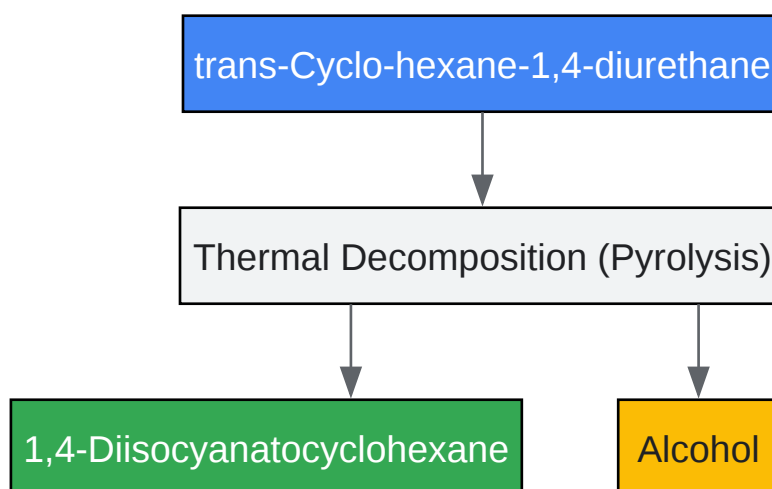 trans-Cyclo-hexane-1,4-diurethane
Thermal Decomposition (Pyrolysis)
1,4-Diisocyanatocyclohexane
Alcohol